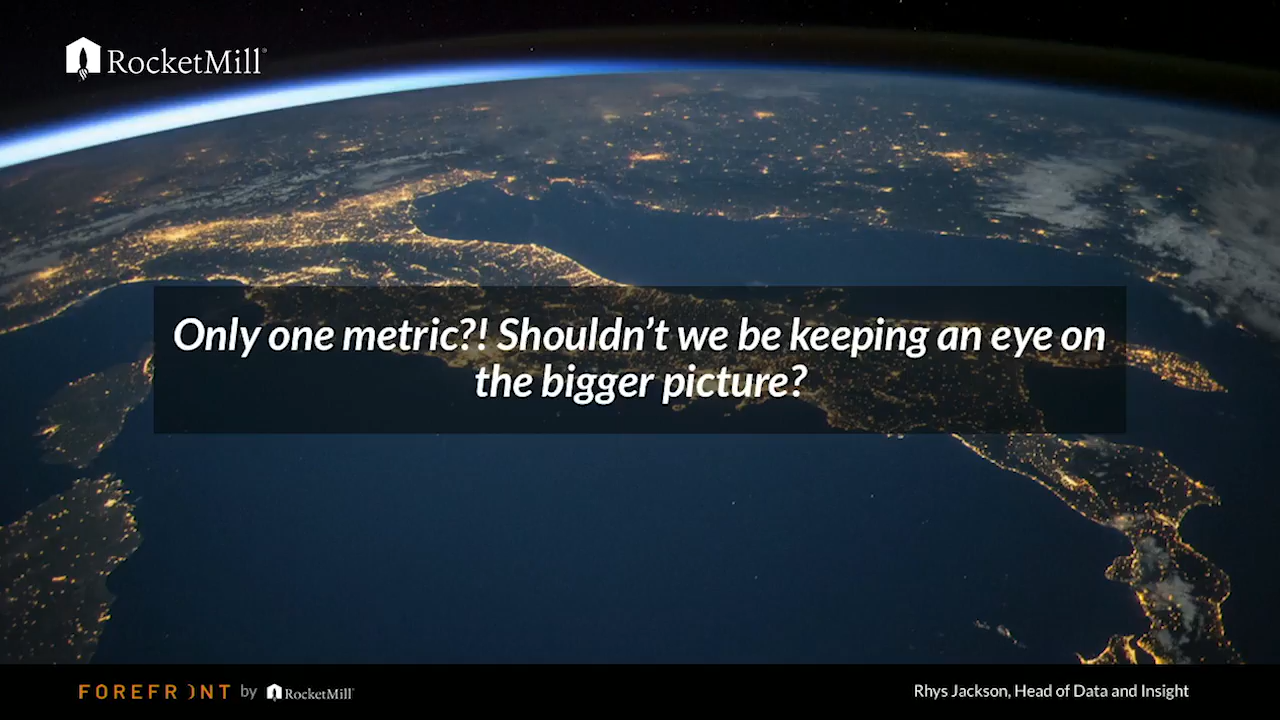 RocketMill
Only one metric?! Shouldn't we be keeping an eye on
the bigger picture?
FOREFRONT by RocketMill
Rhys Jackson, Head of Data and Insight